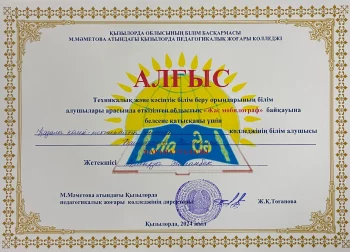 ҚЫЗЫЛОРДА ОБЛЫСЫНЫҢ БІЛІМ БАСҚАРМАСЫ
М.МӘМЕТОВА АТЫНДАҒЫ ҚЫЗЫЛОРДА ПЕДАГОГИКАЛЫҚ ЖОҒАРЫ КОЛЛЕДЖІ
АЛҒЫС
Техникалық және кәсіптік білім беру орындарының білім
алушылары арасында өткізілген облыстық «Жас мобилограф» байқауына
белсене қатысқаны үшін
колледжінің білім алушысы
Жетекшісі
М.Мәметова атындағы Қызылорда
педагогикалық жоғары колледжінің директоры
Ж.Қ.Тоғанова
Қызылорда, 2024 жыл